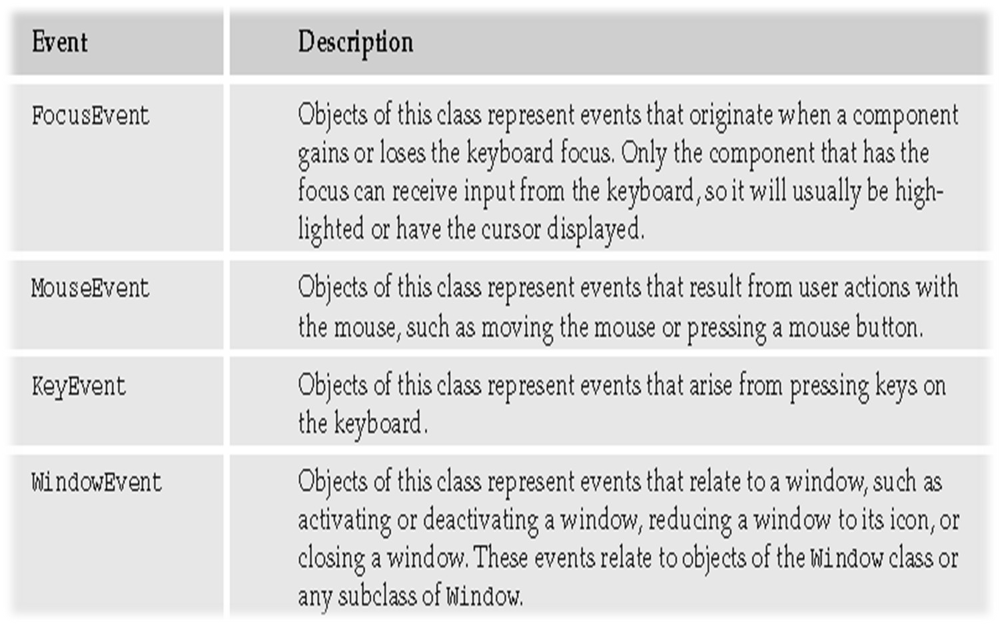 Event Description
FocusEvent Objects of this class represent events that originate when a component
gains or loses the keyboard focus. Only the component that has the
focus can receive input from the keyboard, so it will usually be high-
lighted or have the cursor displayed.
MouseEvent Objects of this class represent events that result from user actions with
the mouse, such as moving the mouse or pressing a mouse button.
KeyEvent Objects of this class represent events that arise from pressing keys on
the keyboard.
WindowEvent Objects of this class represent events that relate to a window, such as
activating or deactivating a window, reducing a window to its icon, or
closing a window. These events relate to objects of the Window class or
any subclass of Window.